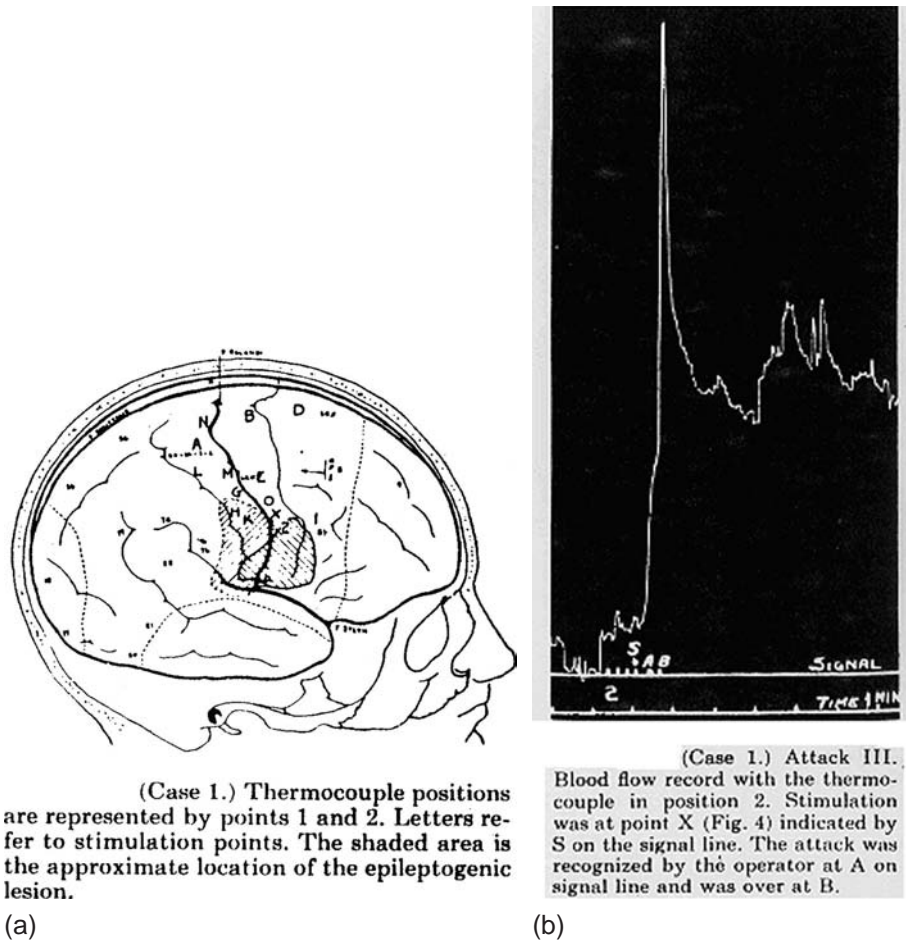 N
B
D
A
L
M
E
G
O
H
K
X
C
I
S
A B
SIGNAL
2
TIME 1 MIN
(Case 1.) Thermocouple positions
are represented by points 1 and 2. Letters re-
fer to stimulation points. The shaded area is
the approximate location of the epileptogenic
lesion.
(a)
(Case 1.) Attack III.
Blood flow record with the thermo-
couple in position 2. Stimulation
was at point X (Fig. 4) indicated by
S on the signal line. The attack was
recognized by the operator at A on
signal line and was over at B.
(b)